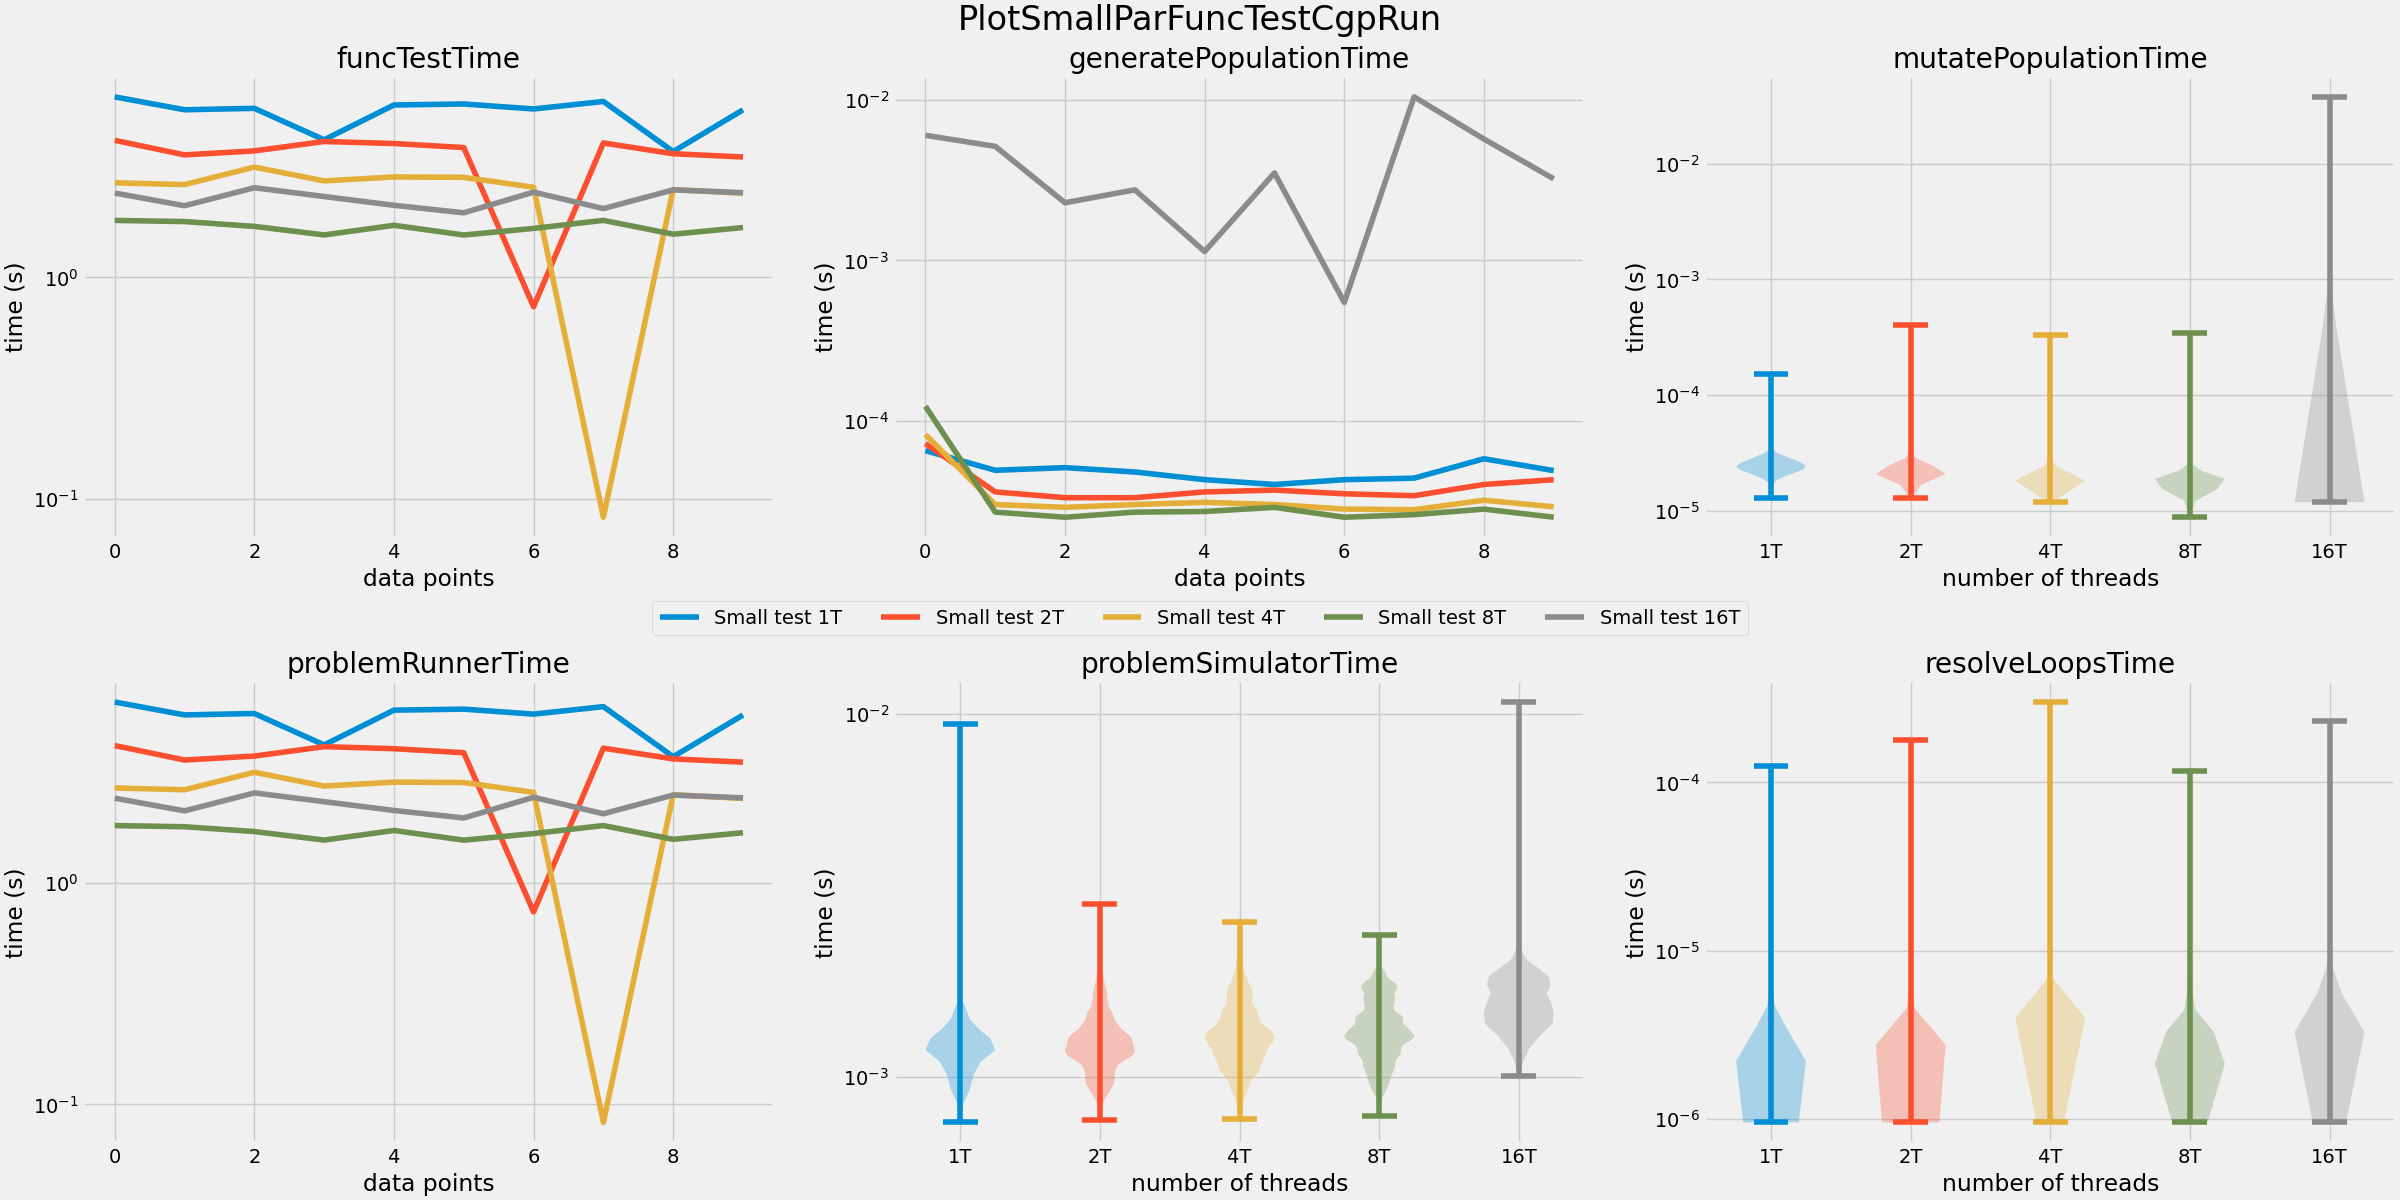 PlotSmallParFuncTestCgpRun
funcTestTime
time (s)
10⁰
10⁻¹
0 2 4 6 8
data points
generatePopulationTime
time (s)
10⁻²
10⁻³
10⁻⁴
0 2 4 6 8
data points
mutatePopulationTime
time (s)
10⁻²
10⁻³
10⁻⁴
10⁻⁵
1T 2T 4T 8T 16T
number of threads
Small test 1T Small test 2T Small test 4T Small test 8T Small test 16T
problemRunnerTime
time (s)
10⁰
10⁻¹
0 2 4 6 8
data points
problemSimulatorTime
time (s)
10⁻²
10⁻³
1T 2T 4T 8T 16T
number of threads
resolveLoopsTime
time (s)
10⁻⁴
10⁻⁵
10⁻⁶
1T 2T 4T 8T 16T
number of threads